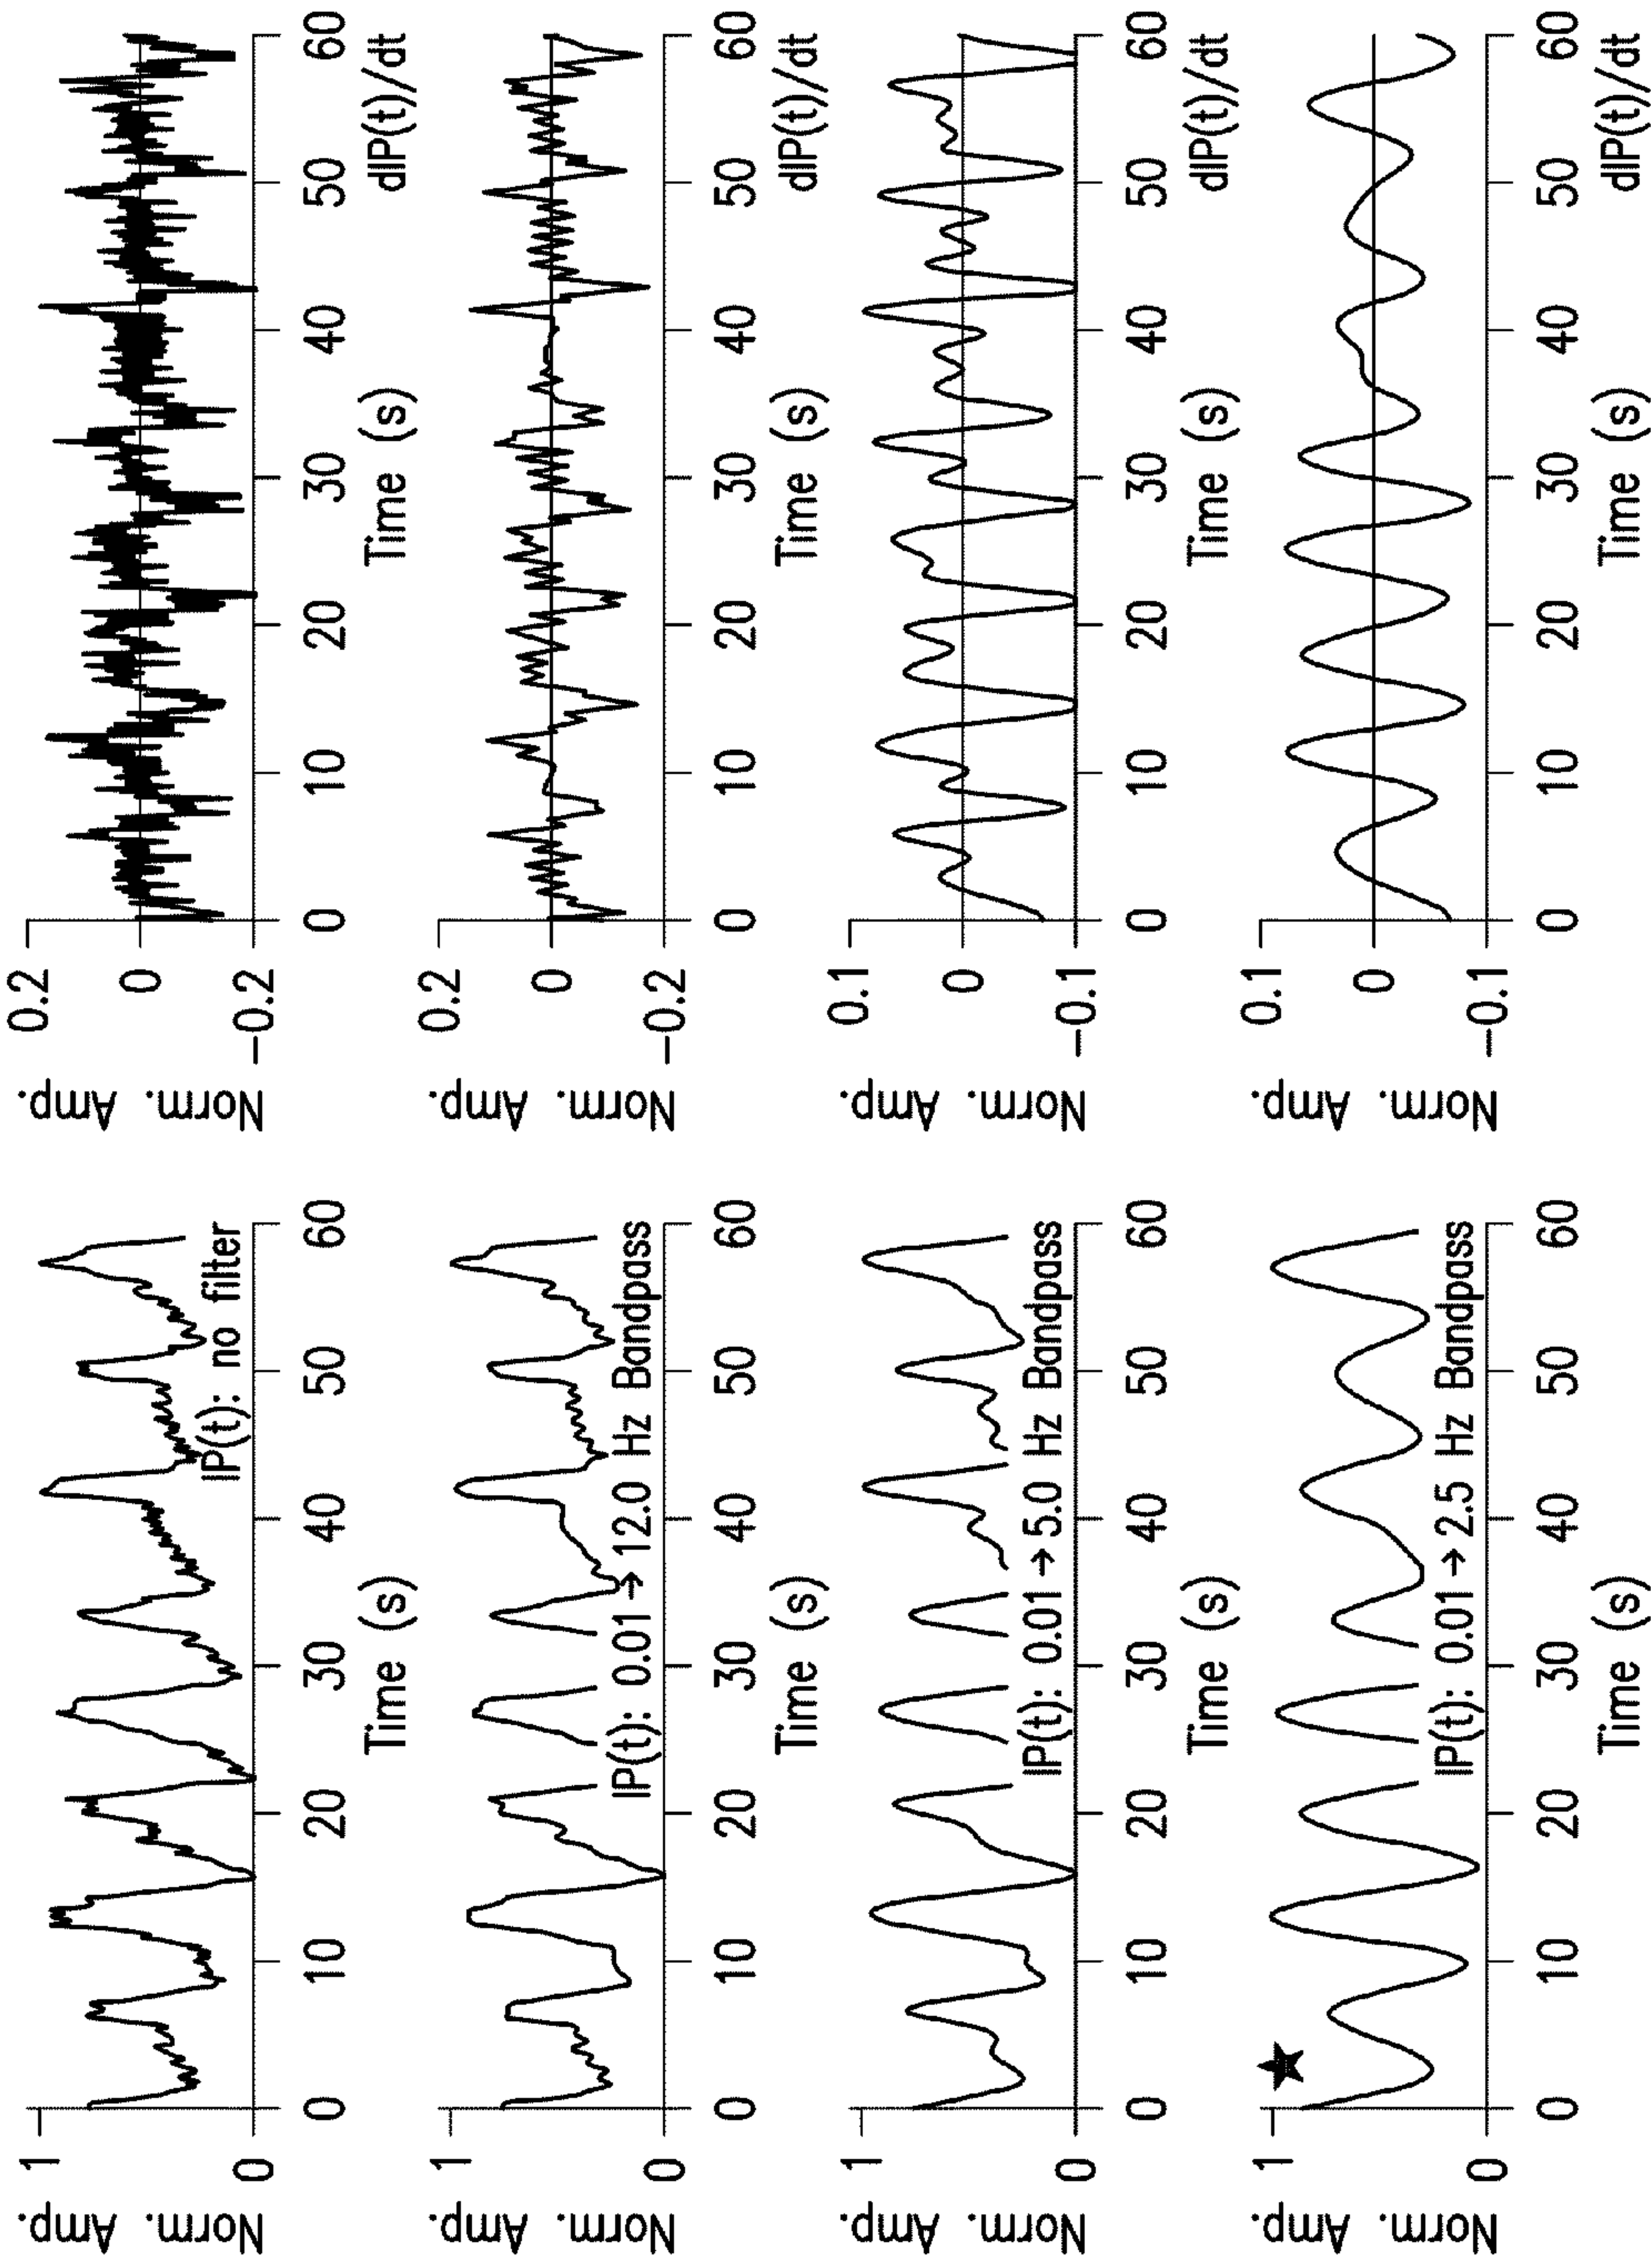 Norm. Amp.
1
0
IP(t): no filter
0 10 20 30 40 50 60
Time (s)
Norm. Amp.
0.2
0
-0.2
0 10 20 30 40 50 60
Time (s) dIP(t)/dt
Norm. Amp.
1
0
IP(t): 0.01 → 12.0 Hz Bandpass
0 10 20 30 40 50 60
Time (s)
Norm. Amp.
0.2
0
-0.2
0 10 20 30 40 50 60
Time (s) dIP(t)/dt
Norm. Amp.
1
0
IP(t): 0.01 → 5.0 Hz Bandpass
0 10 20 30 40 50 60
Time (s)
Norm. Amp.
0.1
0
-0.1
0 10 20 30 40 50 60
Time (s) dIP(t)/dt
Norm. Amp.
1
0
IP(t): 0.01 → 2.5 Hz Bandpass
0 10 20 30 40 50 60
Time (s)
Norm. Amp.
0.1
0
-0.1
0 10 20 30 40 50 60
Time (s) dIP(t)/dt